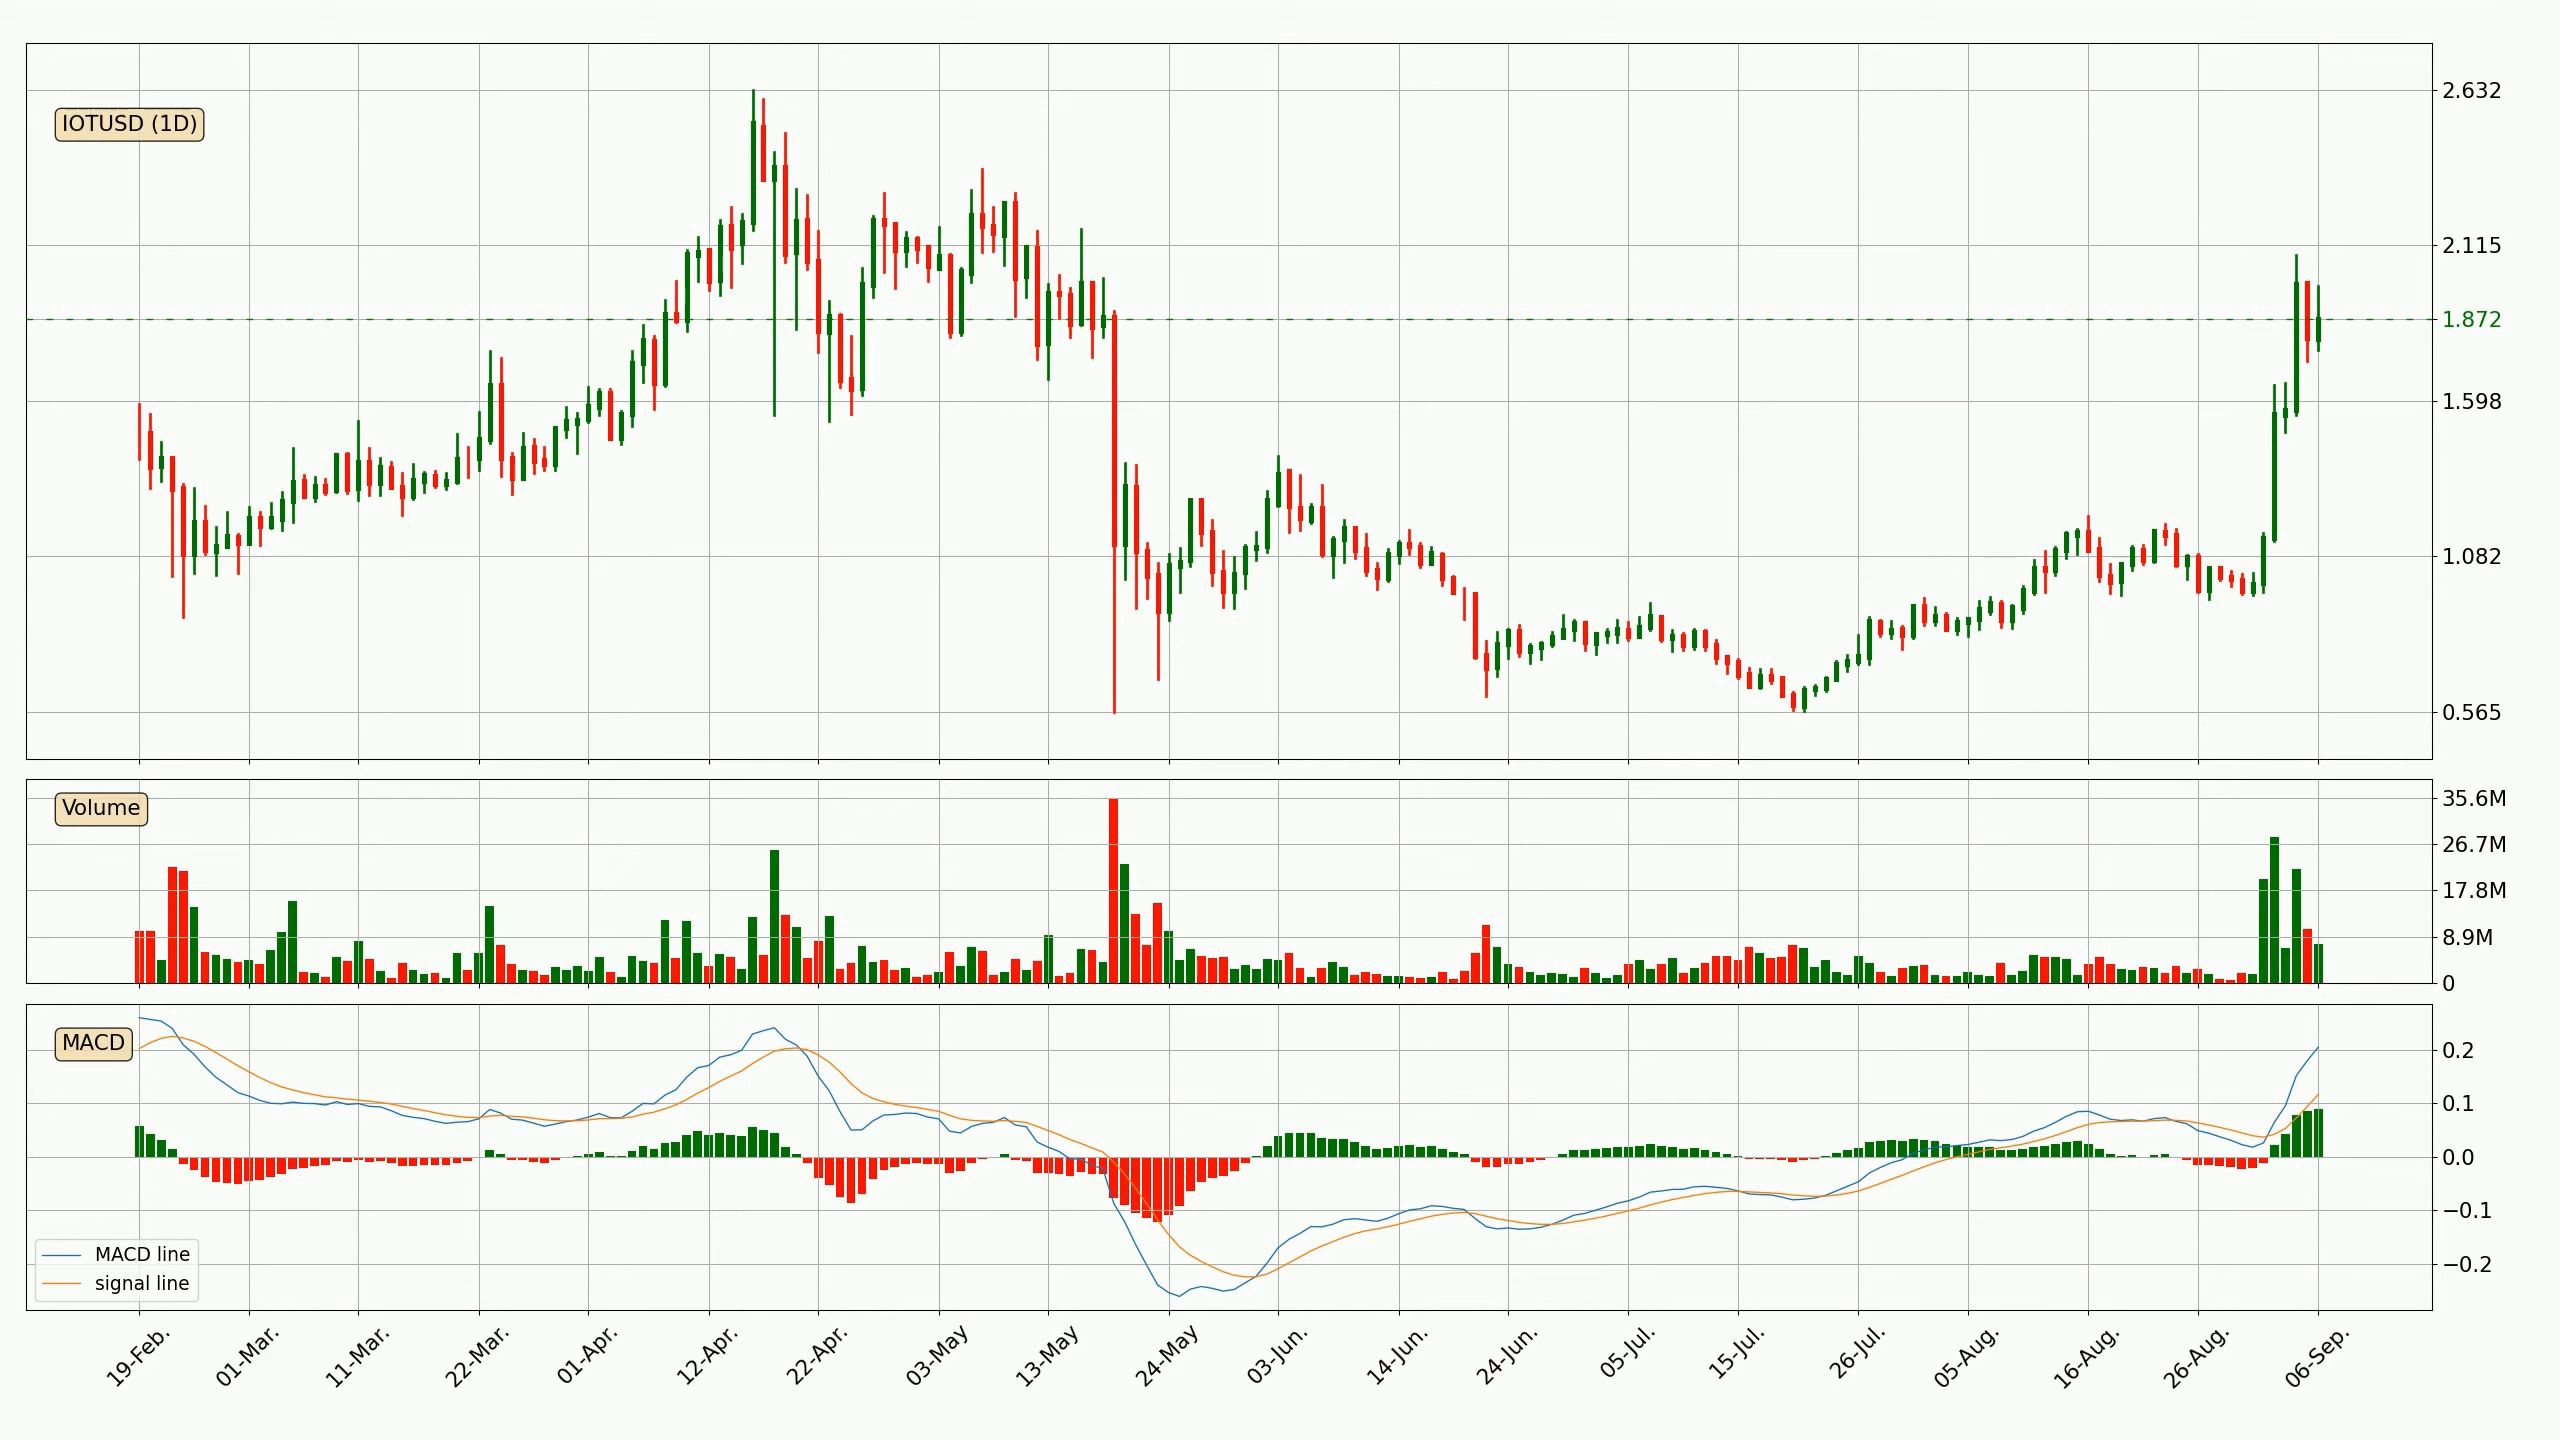 IOTUSD (1D)
2.632
2.115
1.872
1.598
1.082
0.565
Volume
35.6M
26.7M
17.8M
8.9M
0
MACD
0.2
0.1
0.0
−0.1
−0.2
MACD line
signal line
19-Feb.
01-Mar.
11-Mar.
22-Mar.
01-Apr.
12-Apr.
22-Apr.
03-May
13-May
24-May
03-Jun.
14-Jun.
24-Jun.
05-Jul.
15-Jul.
26-Jul.
05-Aug.
16-Aug.
26-Aug.
06-Sep.